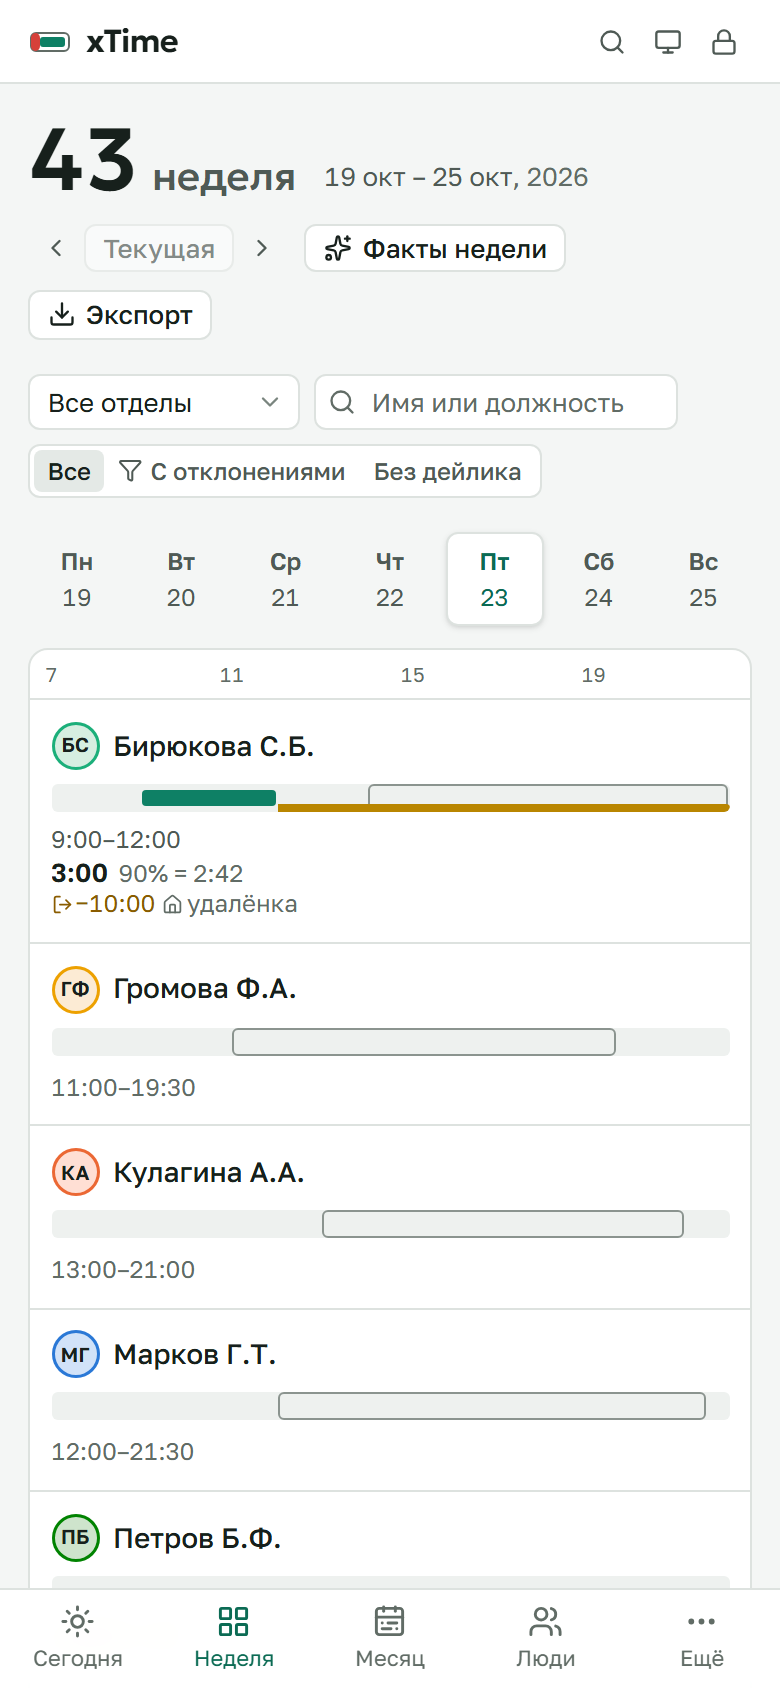 xTime
43 неделя 19 окт – 25 окт, 2026
Текущая Факты недели
Экспорт
Все отделы Имя или должность
Все С отклонениями Без дейлика
Пн Вт Ср Чт Пт Сб Вс
19 20 21 22 23 24 25
7 11 15 19
БС Бирюкова С.Б.
9:00–12:00
3:00 90% = 2:42
−10:00 удалёнка
ГФ Громова Ф.А.
11:00–19:30
КА Кулагина А.А.
13:00–21:00
МГ Марков Г.Т.
12:00–21:30
ПБ Петров Б.Ф.
Сегодня Неделя Месяц Люди Ещё